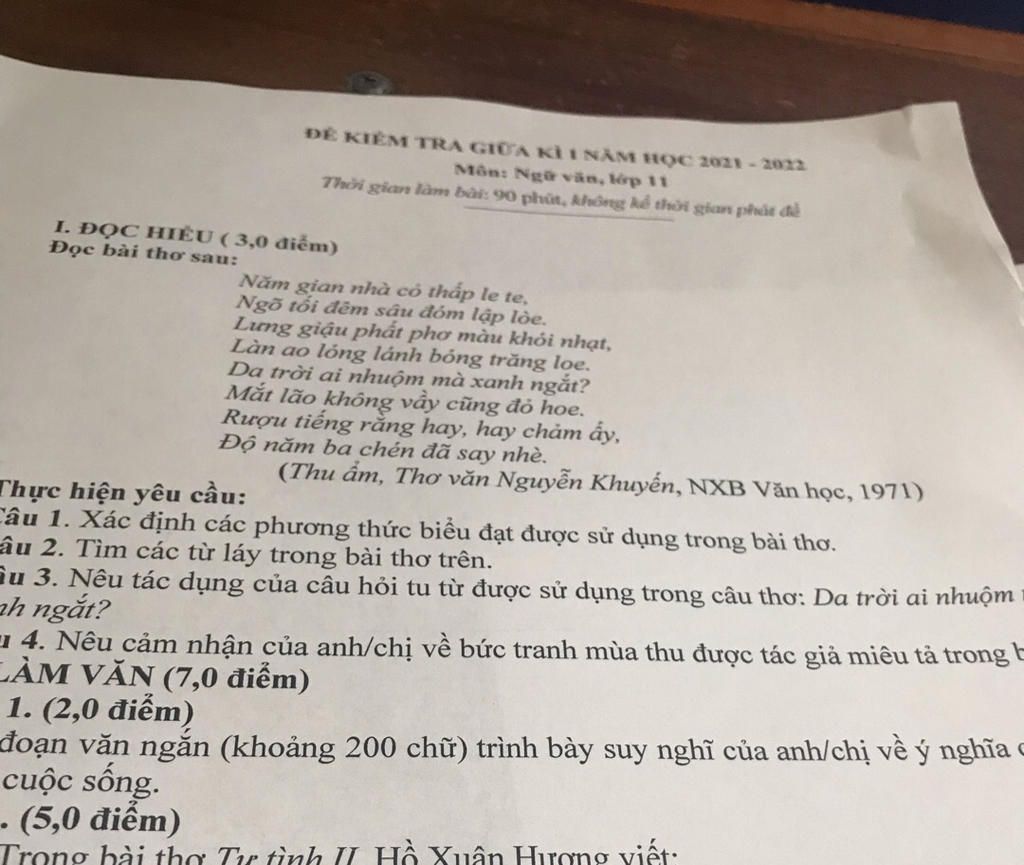 ĐỀ KIỂM TRA GIỮA KÌ I NĂM HỌC 2021 - 2022
Môn: Ngữ văn, lớp 11
Thời gian làm bài: 90 phút, không kể thời gian phát đề
I. ĐỌC HIỂU ( 3,0 điểm)
Đọc bài thơ sau:
Năm gian nhà cỏ thấp le te,
Ngõ tối đêm sâu đóm lập lòe.
Lưng giậu phất phơ màu khói nhạt,
Làn ao lóng lánh bóng trăng loe.
Da trời ai nhuộm mà xanh ngắt?
Mắt lão không vầy cũng đỏ hoe.
Rượu tiếng rằng hay, hay chả​m ấy,
Độ năm ba chén đã say nhè.
(Thu ẩm, Thơ văn Nguyễn Khuyến, NXB Văn học, 1971)
Thực hiện yêu cầu:
Câu 1. Xác định các phương thức biểu đạt được sử dụng trong bài thơ.
âu 2. Tìm các từ láy trong bài thơ trên.
âu 3. Nêu tác dụng của câu hỏi tu từ được sử dụng trong câu thơ: Da trời ai nhuộm
nh ngắt?
u 4. Nêu cảm nhận của anh/chị về bức tranh mùa thu được tác giả miêu tả trong
LÀM VĂN (7,0 điểm)
1. (2,0 điểm)
đoạn văn ngắn (khoảng 200 chữ) trình bày suy nghĩ của anh/chị về ý nghĩa
cuộc sống.
. (5,0 điểm)
Trong bài thơ Tự tình II, Hồ Xuân Hương viết: